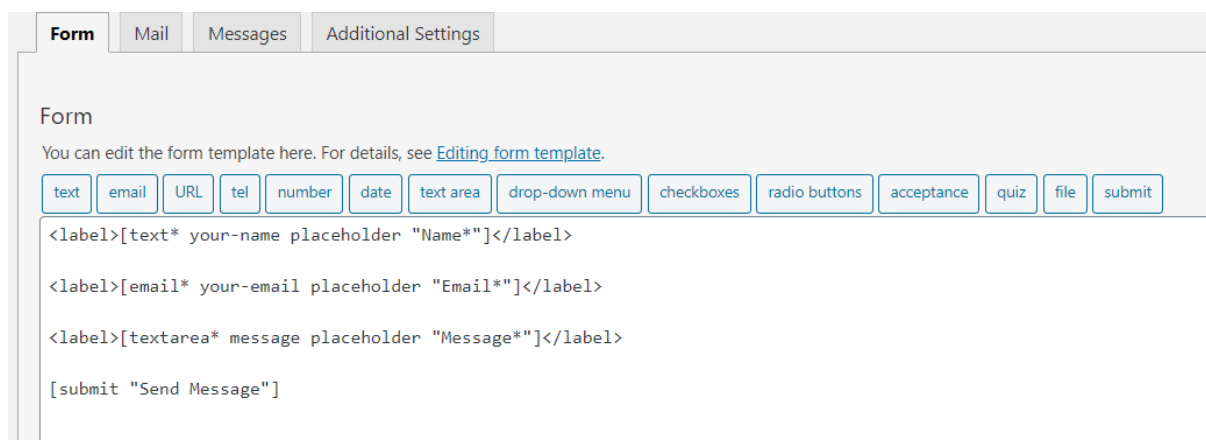 Form Mail Messages Additional Settings
Form
You can edit the form template here. For details, see Editing form template.
text email URL tel number date text area drop-down menu checkboxes radio buttons acceptance quiz file submit
<label>[text* your-name placeholder "Name*"]</label>
<label>[email* your-email placeholder "Email*"]</label>
<label>[textarea* message placeholder "Message*"]</label>
[submit "Send Message"]